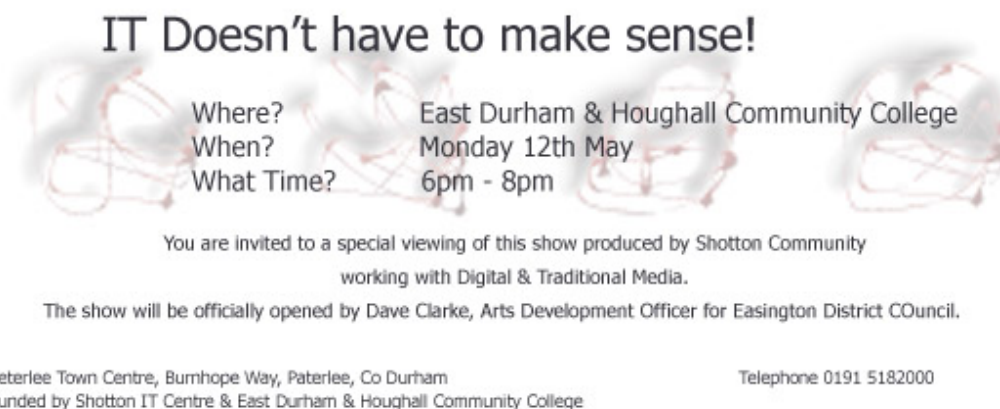 IT Doesn't have to make sense!
Where? East Durham & Houghall Community College
When? Monday 12th May
What Time? 6pm - 8pm
You are invited to a special viewing of this show produced by Shotton Community
working with Digital & Traditional Media.
The show will be officially opened by Dave Clarke, Arts Development Officer for Easington District COuncil.
eterlee Town Centre, Burnhope Way, Paterlee, Co Durham Telephone 0191 5182000
unded by Shotton IT Centre & East Durham & Houghall Community College